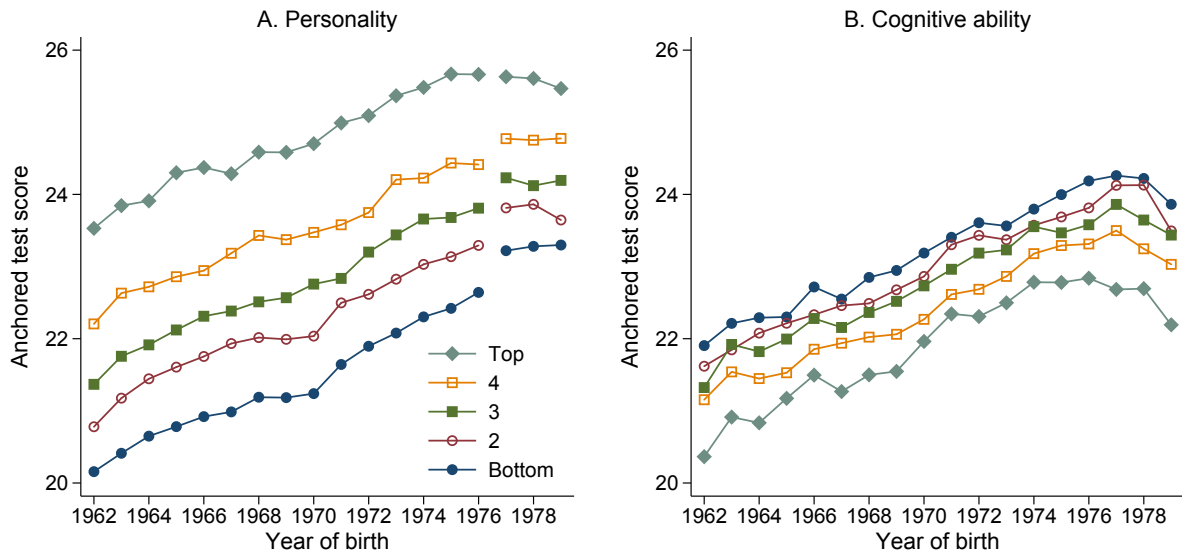 A. Personality
26
24
22
20
Anchored test score
Top
4
3
2
Bottom
1962 1964 1966 1968 1970 1972 1974 1976 1978
Year of birth
B. Cognitive ability
26
24
22
20
Anchored test score
1962 1964 1966 1968 1970 1972 1974 1976 1978
Year of birth